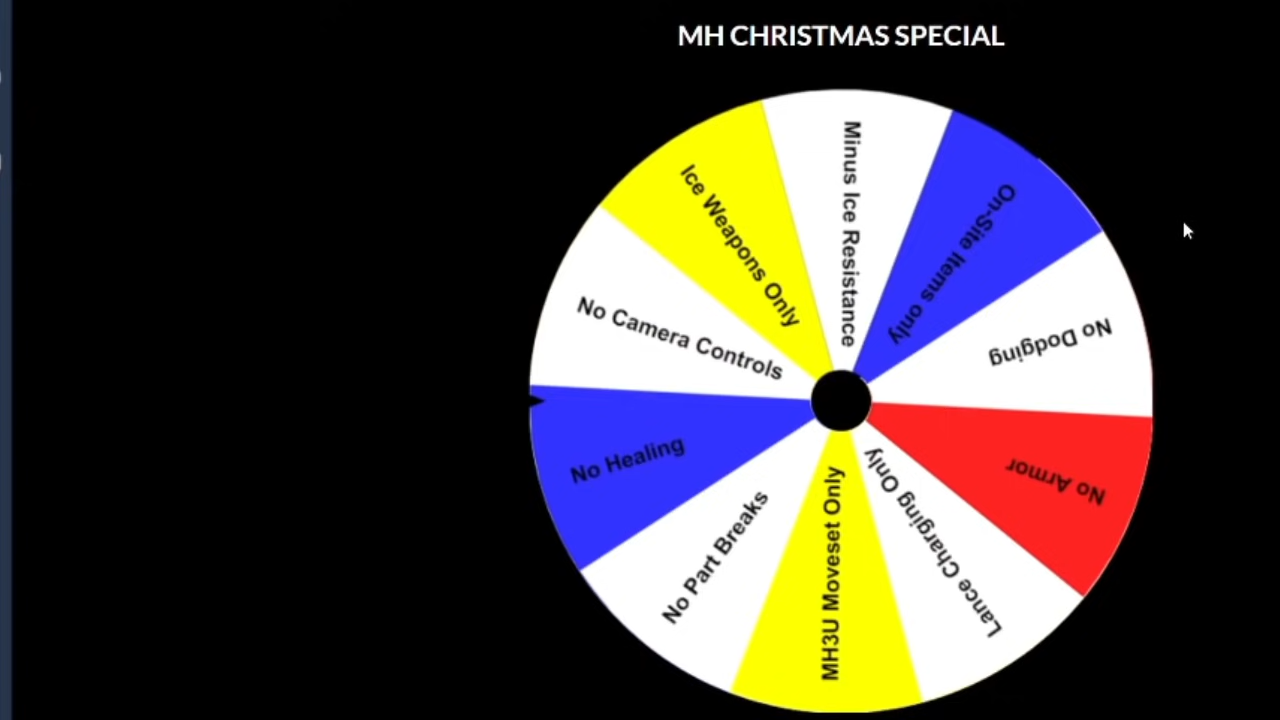 MH CHRISTMAS SPECIAL
Minus Ice Resistance
On-Site Items only
No Dodging
No Armor
Lance Charging Only
MH3U Moveset Only
No Part Breaks
No Healing
No Camera Controls
Ice Weapons Only